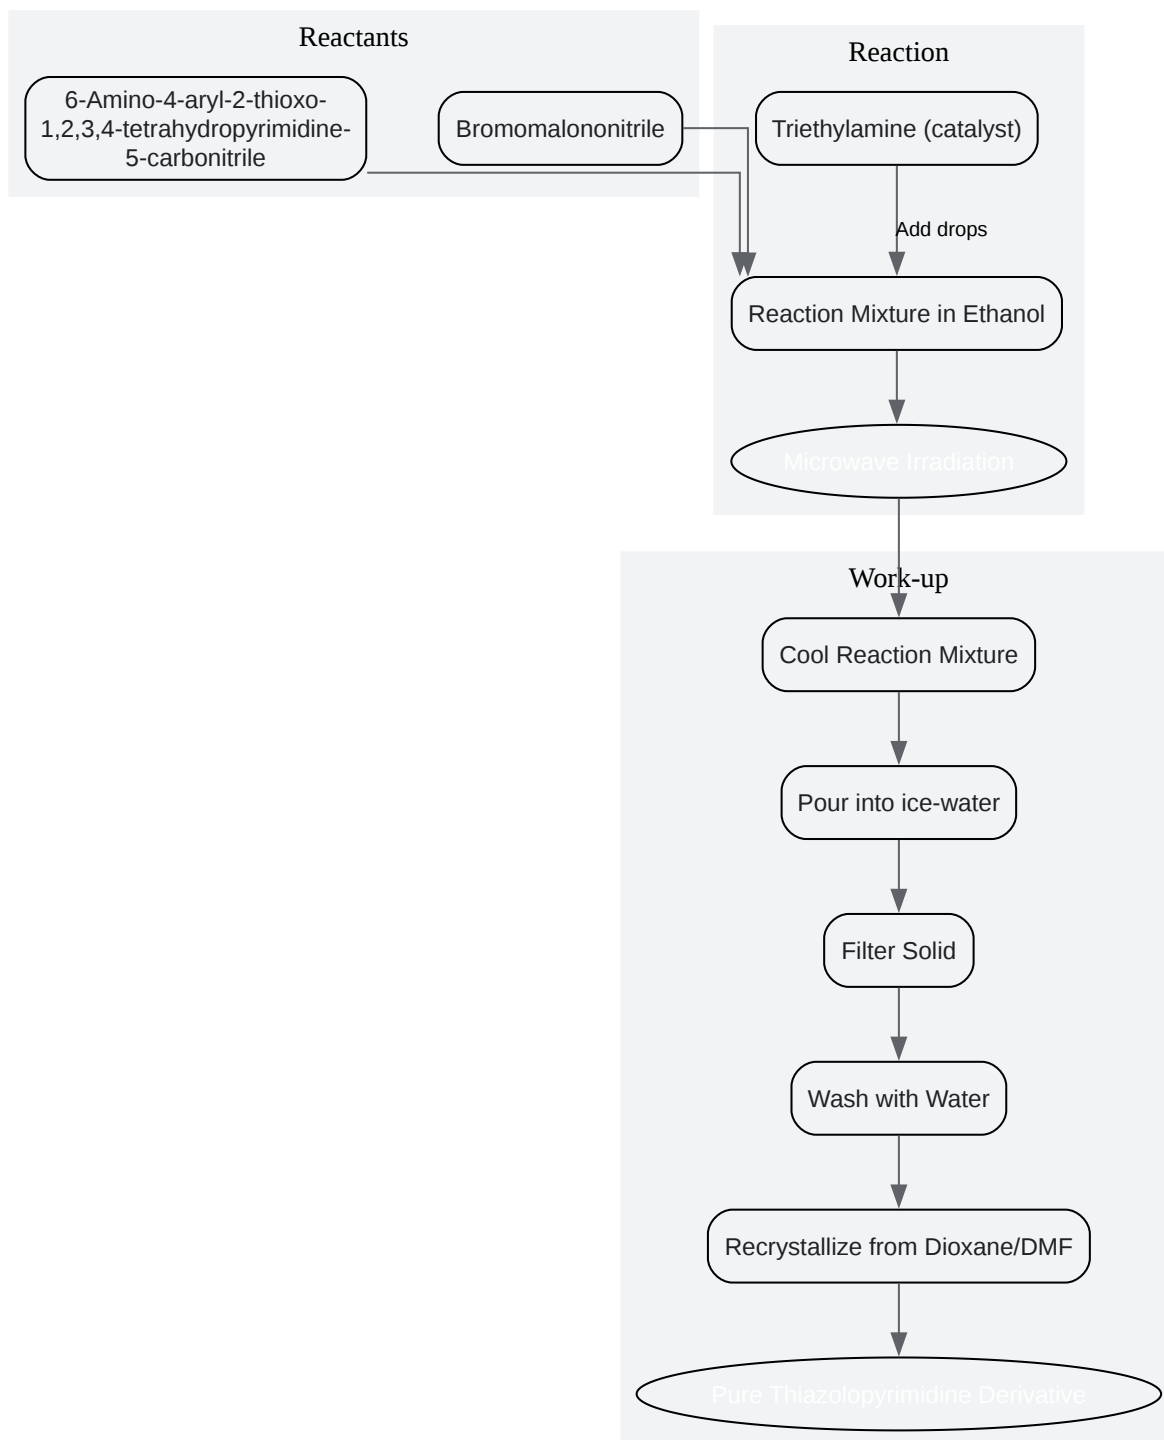 Reactants
6-Amino-4-aryl-2-thioxo-
1,2,3,4-tetrahydropyrimidine-
5-carbonitrile
Bromomalononitrile
Reaction
Triethylamine (catalyst)
Add drops
Reaction Mixture in Ethanol
Microwave Irradiation
Work-up
Cool Reaction Mixture
Pour into ice-water
Filter Solid
Wash with Water
Recrystallize from Dioxane/DMF
Pure Thiazolopyrimidine Derivative